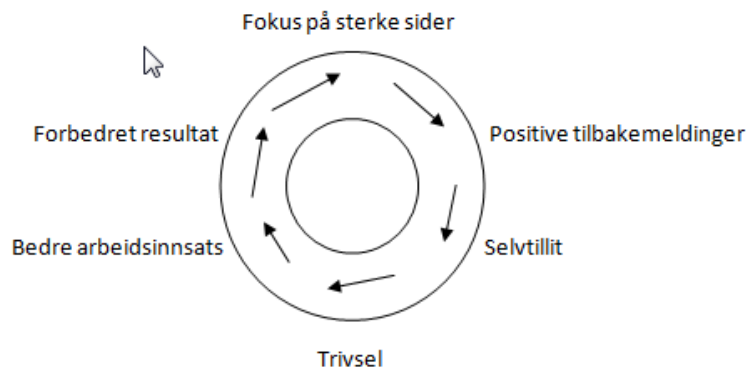 Fokus på sterke sider
Forbedret resultat
Positive tilbakemeldinger
Bedre arbeidsinnsats
Selvtillit
Trivsel